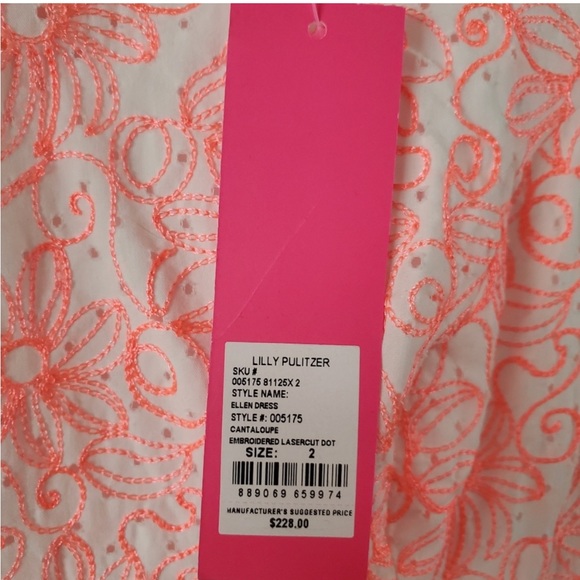 LILLY PULITZER
SKU #
005175 81125X 2
STYLE NAME:
ELLEN DRESS
STYLE #: 005175
CANTALOUPE
EMBROIDERED LASERCUT DOT
SIZE: 2
889069 659974
MANUFACTURER'S SUGGESTED PRICE
$228.00